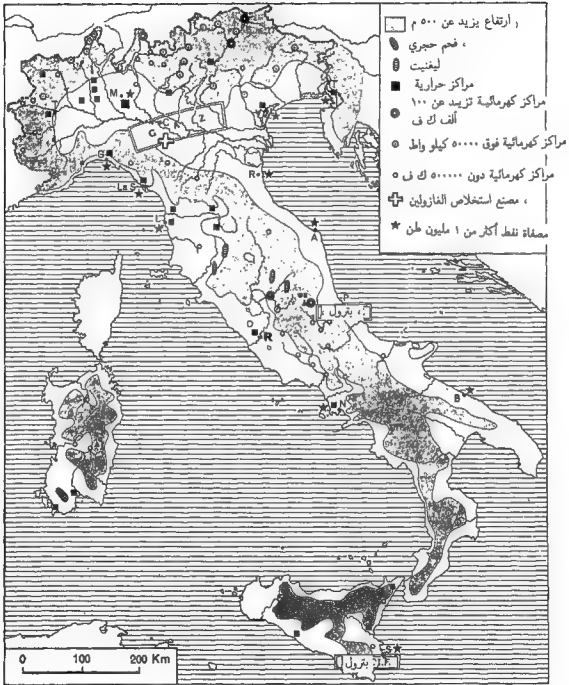 ارتفاع يزيد عن ٥٠٠ م
فحم حجري ،
ليغنيت
مراكز حرارية
مراكز كهرمائية تزيد عن ١٠٠
ألف ك ف
مراكز كهرمائية فوق ٥٠٠٠٠ كيلو واط
مراكز كهرمائية دون ٥٠٠٠٠٠ ك ف
مصنع استخلاص الغازولين ،
مصفاة نفط أكثر من ١ مليون طن
M.
T
G A Z
G
La.S
R
L
A
بترول
R
B
N
بترول
0 100 200 Km